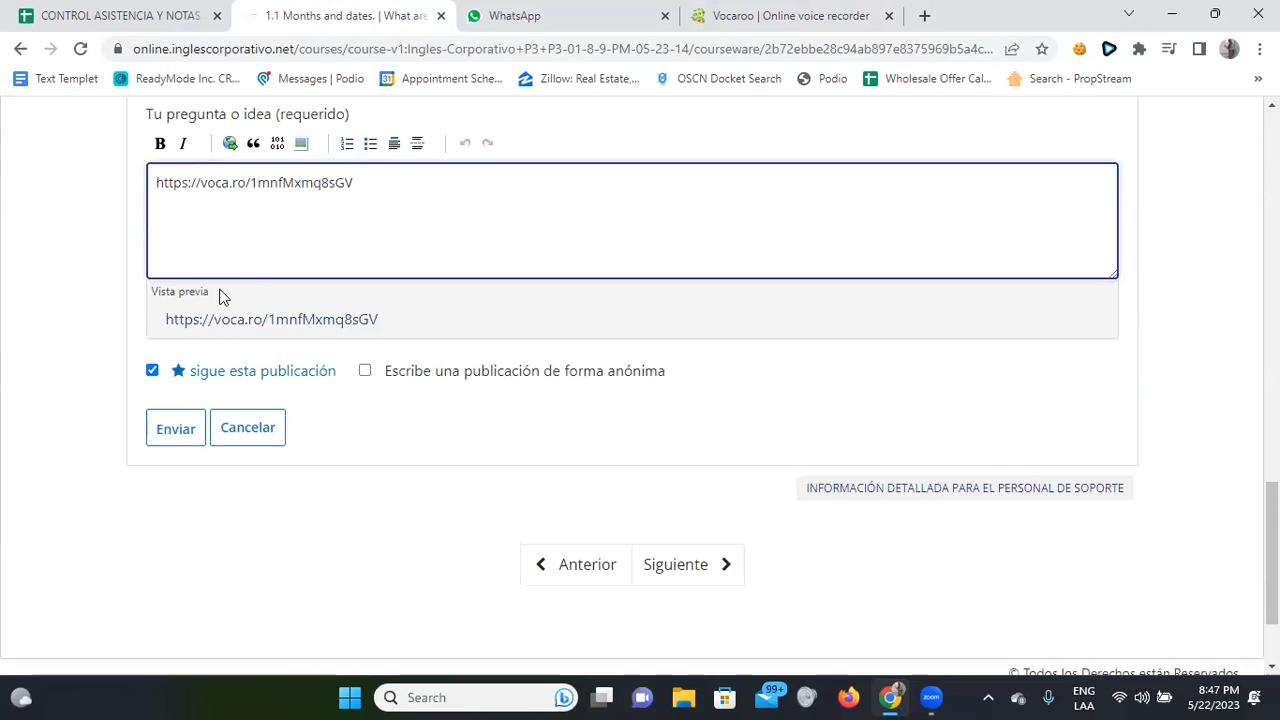 CONTROL ASISTENCIA Y NOTAS
1.1 Months and dates. | What are
WhatsApp
Vocaroo | Online voice recorder
online.inglescorporativo.net/courses/course-v1:Ingles-Corporativo+P3+P3-01-8-9-PM-05-23-14/courseware/2b72ebbe28c94ab897e8375969b5a4c...
Text Templet
ReadyMode Inc. CR...
Messages | Podio
Appointment Sche...
Zillow: Real Estate,...
OSCN Docket Search
Podio
Wholesale Offer Cal...
Search - PropStream
Tu pregunta o idea (requerido)
https://voca.ro/1mnfMxmq8sGV
Vista previa
https://voca.ro/1mnfMxmq8sGV
sigue esta publicación
Escribe una publicación de forma anónima
Enviar
Cancelar
INFORMACIÓN DETALLADA PARA EL PERSONAL DE SOPORTE
Anterior
Siguiente
© Todos los Derechos están Reservados
Search
99+
ENG
LAA
8:47 PM
5/22/2023